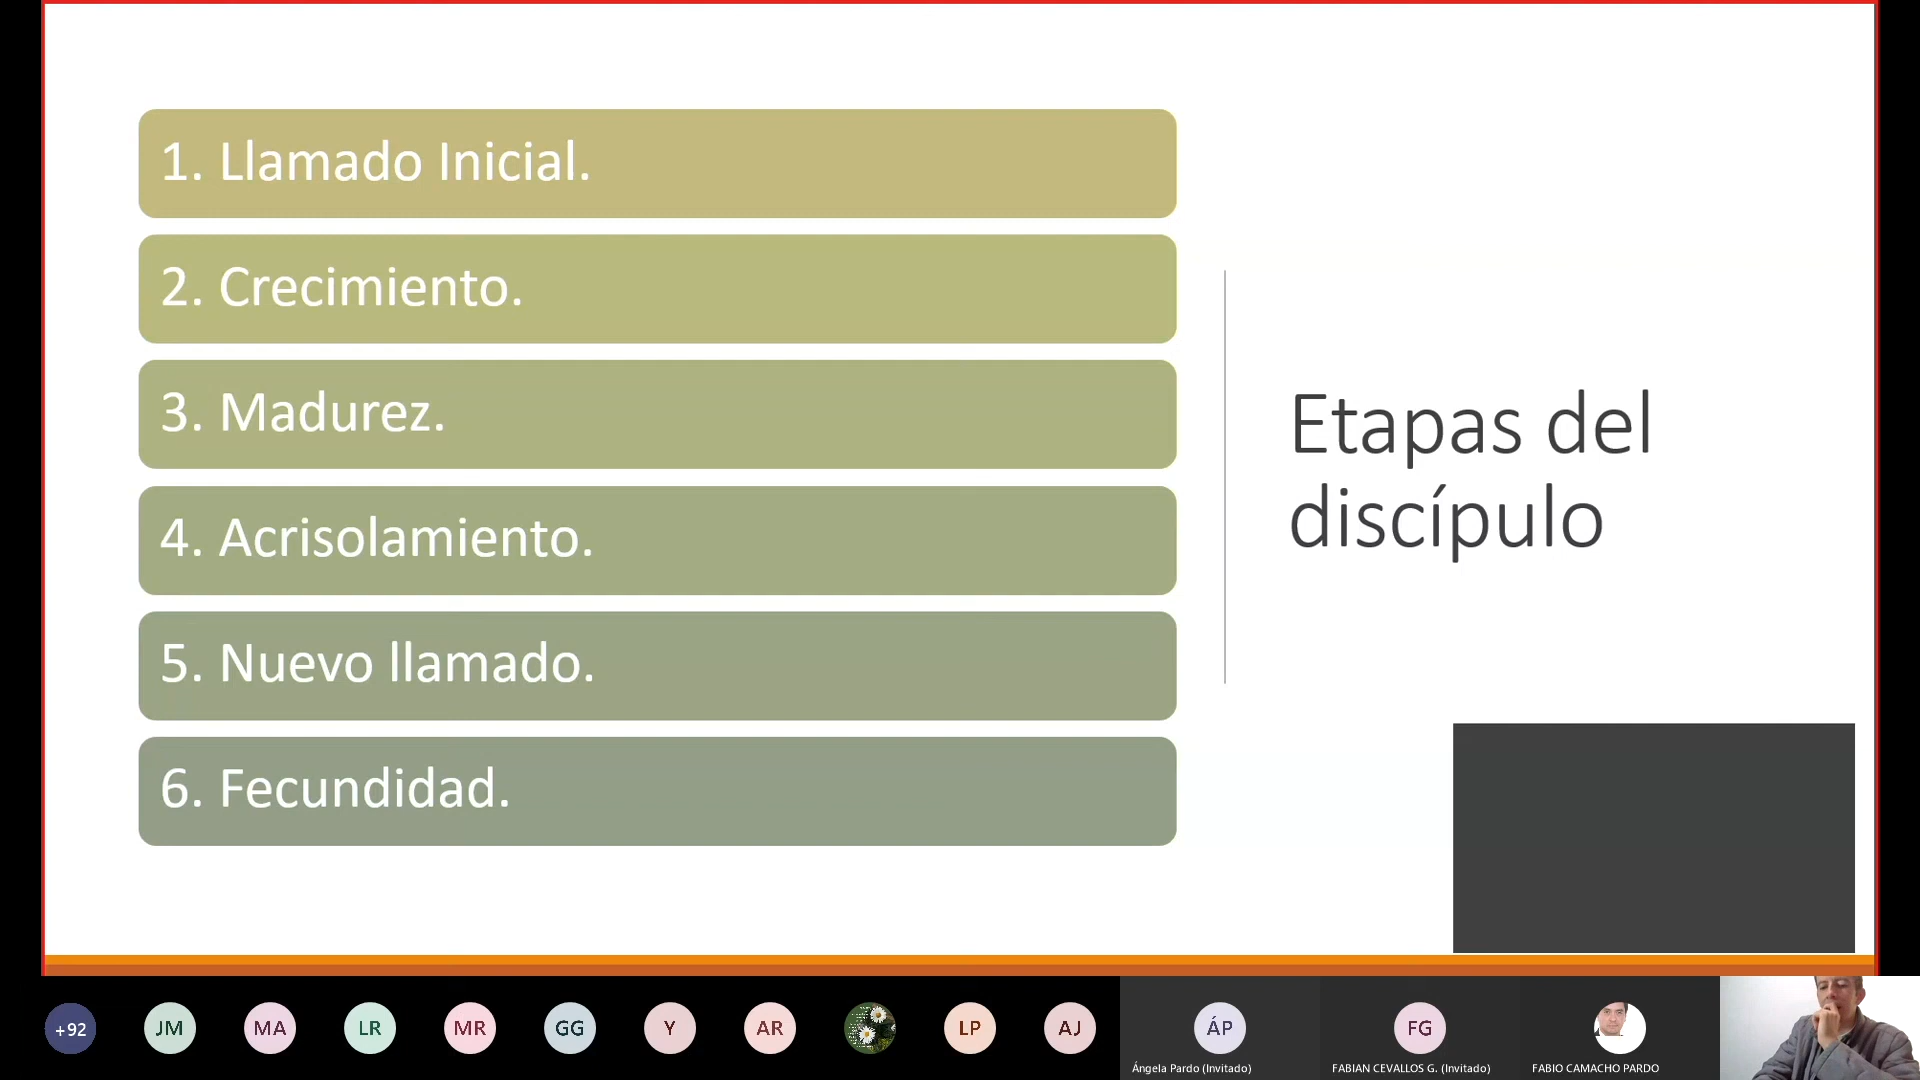 1. Llamado Inicial.
2. Crecimiento.
3. Madurez.
4. Acrisolamiento.
5. Nuevo llamado.
6. Fecundidad.
Etapas del
discípulo
+92
JM
MA
LR
MR
GG
Y
AR
LP
AJ
ÁP
FG
Ángela Pardo (Invitado)
FABIAN CEVALLOS G. (Invitado)
FABIO CAMACHO PARDO